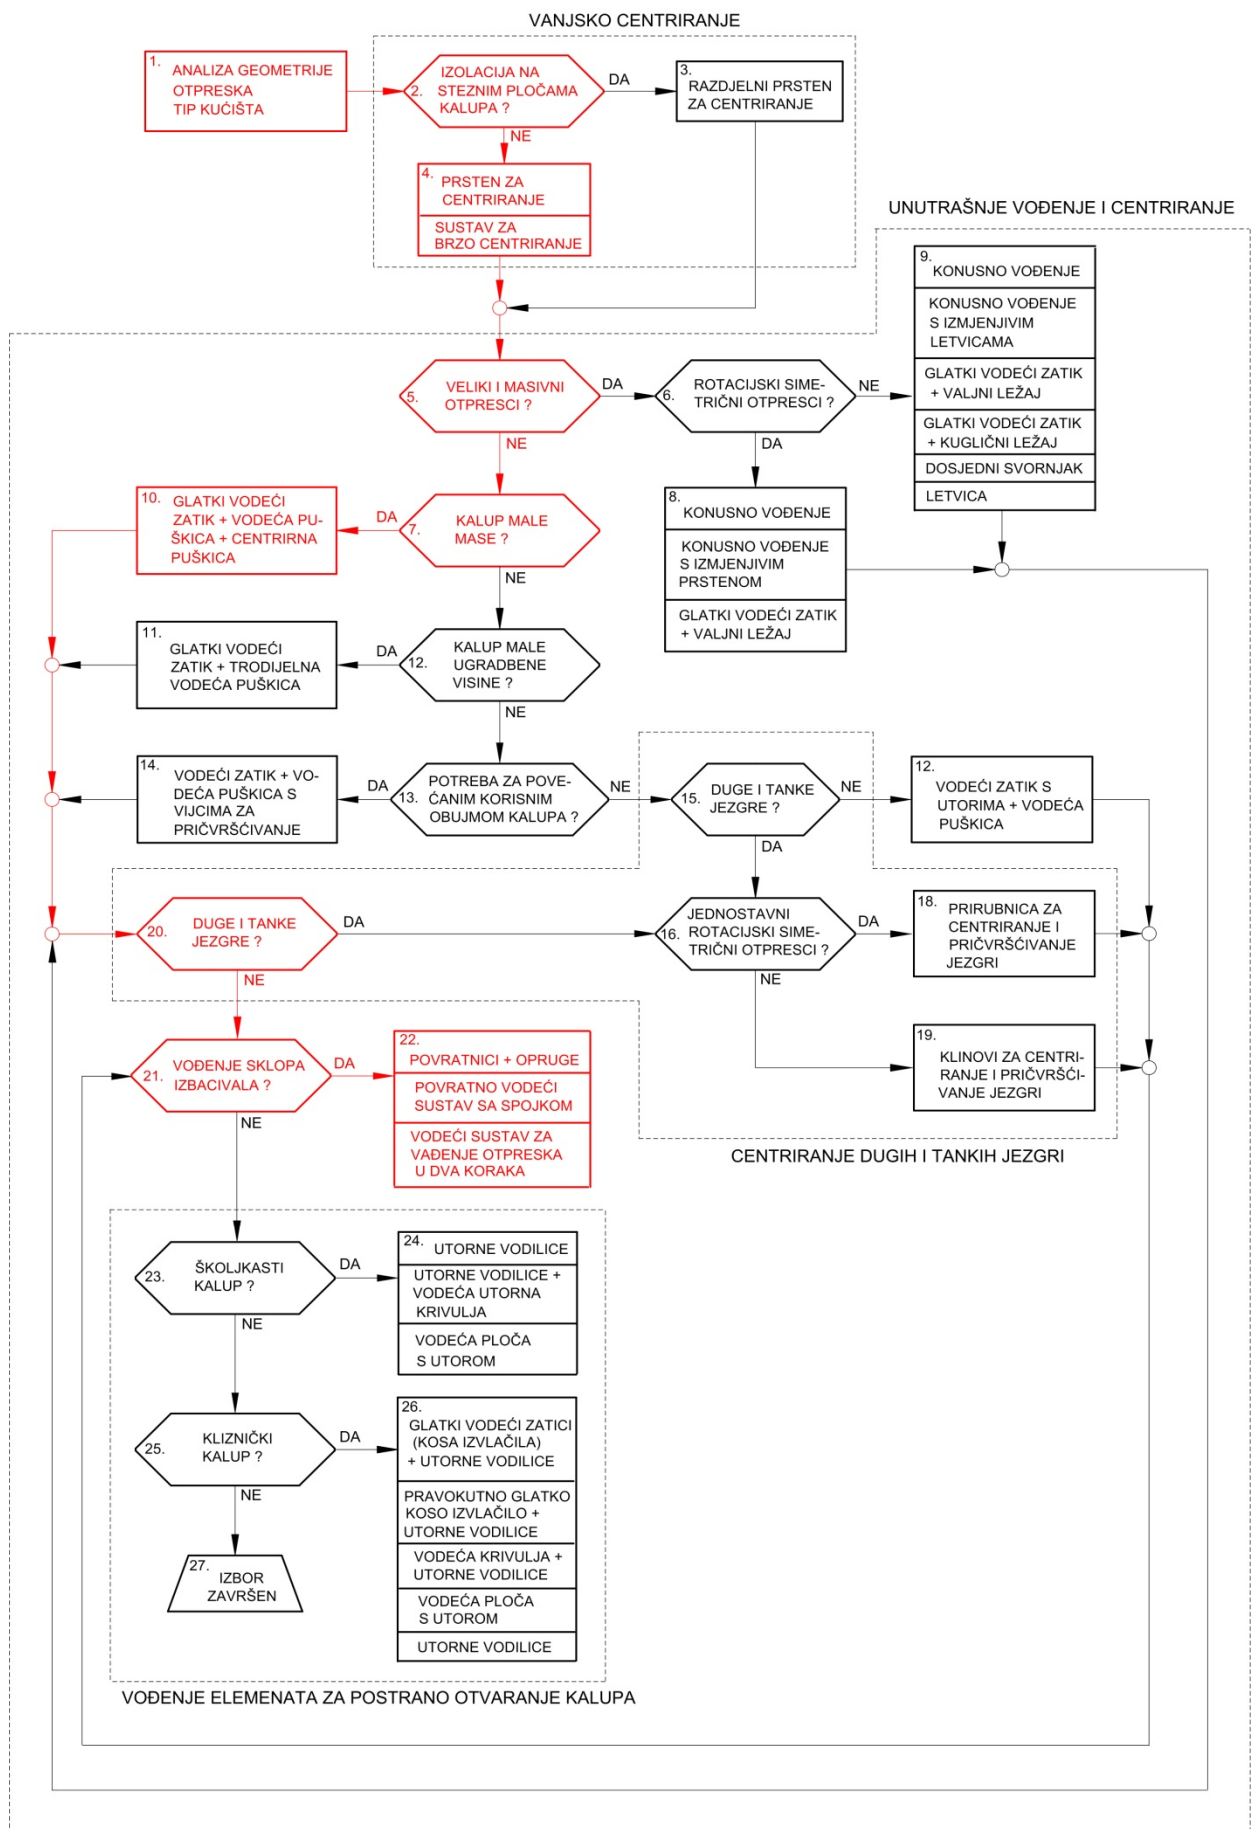 VANJSKO CENTRIRANJE
1.
ANALIZA GEOMETRIJE
OTPRESKA
TIP KUĆIŠTA
2.
IZOLACIJA NA
STEZNIM PLOČAMA
KALUPA ?
DA
NE
3.
RAZDJELNI PRSTEN
ZA CENTRIRANJE
4.
PRSTEN ZA
CENTRIRANJE
SUSTAV ZA
BRZO CENTRIRANJE
UNUTRAŠNJE VOĐENJE I CENTRIRANJE
5.
VELIKI I MASIVNI
OTPRESCI ?
DA
NE
6.
ROTACIJSKI SIME-
TRIČNI OTPRESCI ?
NE
DA
9.
KONUSNO VOĐENJE
KONUSNO VOĐENJE
S IZMJENJIVIM
LETVICAMA
GLATKI VODEĆI ZATIK
+ VALJNI LEŽAJ
GLATKI VODEĆI ZATIK
+ KUGLIČNI LEŽAJ
DOSJEDNI SVORNJAK
LETVICA
10.
GLATKI VODEĆI
ZATIK + VODEĆA PU-
ŠKICA + CENTRIRNA
PUŠKICA
DA
7.
KALUP MALE
MASE ?
NE
8.
KONUSNO VOĐENJE
KONUSNO VOĐENJE
S IZMJENJIVIM
PRSTENOM
GLATKI VODEĆI ZATIK
+ VALJNI LEŽAJ
11.
GLATKI VODEĆI
ZATIK + TRODIJELNA
VODEĆA PUŠKICA
DA
12.
KALUP MALE
UGRADBENE
VISINE ?
NE
14.
VODEĆI ZATIK + VO-
DEĆA PUŠKICA S
VIJCIMA ZA
PRIČVRŠĆIVANJE
DA
13.
POTREBA ZA POVE-
ĆANIM KORISNIM
OBUJMOM KALUPA ?
NE
15.
DUGE I TANKE
JEZGRE ?
NE
DA
12.
VODEĆI ZATIK S
UTORIMA + VODEĆA
PUŠKICA
20.
DUGE I TANKE
JEZGRE ?
DA
NE
16.
JEDNOSTAVNI
ROTACIJSKI SIME-
TRIČNI OTPRESCI ?
DA
NE
18.
PRIRUBNICA ZA
CENTRIRANJE I
PRIČVRŠĆIVANJE
JEZGRI
19.
KLINOVI ZA CENTRI-
RANJE I PRIČVRŠĆI-
VANJE JEZGRI
21.
VOĐENJE SKLOPA
IZBACIVALA ?
DA
NE
22.
POVRATNICI + OPRUGE
POVRATNO VODEĆI
SUSTAV SA SPOJKOM
VODEĆI SUSTAV ZA
VAĐENJE OTPRESKA
U DVA KORAKA
CENTRIRANJE DUGIH I TANKIH JEZGRI
23.
ŠKOLJKASTI
KALUP ?
DA
NE
24.
UTORNE VODILICE
UTORNE VODILICE +
VODEĆA UTORNA
KRIVULJA
VODEĆA PLOČA
S UTOROM
25.
KLIZNIČKI
KALUP ?
DA
NE
26.
GLATKI VODEĆI ZATICI
(KOSA IZVLAČILA)
+ UTORNE VODILICE
PRAVOKUTNO GLATKO
KOSO IZVLAČILO +
UTORNE VODILICE
VODEĆA KRIVULJA +
UTORNE VODILICE
VODEĆA PLOČA
S UTOROM
UTORNE VODILICE
27.
IZBOR
ZAVRŠEN
VOĐENJE ELEMENATA ZA POSTRANO OTVARANJE KALUPA